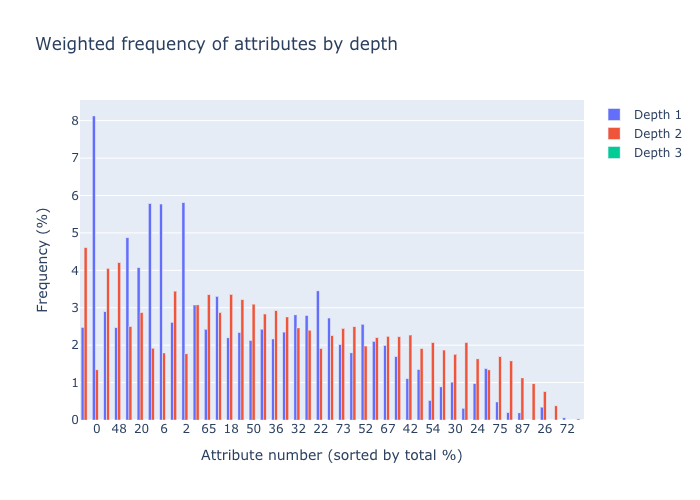 Weighted frequency of attributes by depth
Depth 1
Depth 2
Depth 3
8
7
6
5
4
3
2
1
0
Frequency (%)
0 48 20 6 2 65 18 50 36 32 22 73 52 67 42 54 30 24 75 87 26 72
Attribute number (sorted by total %)